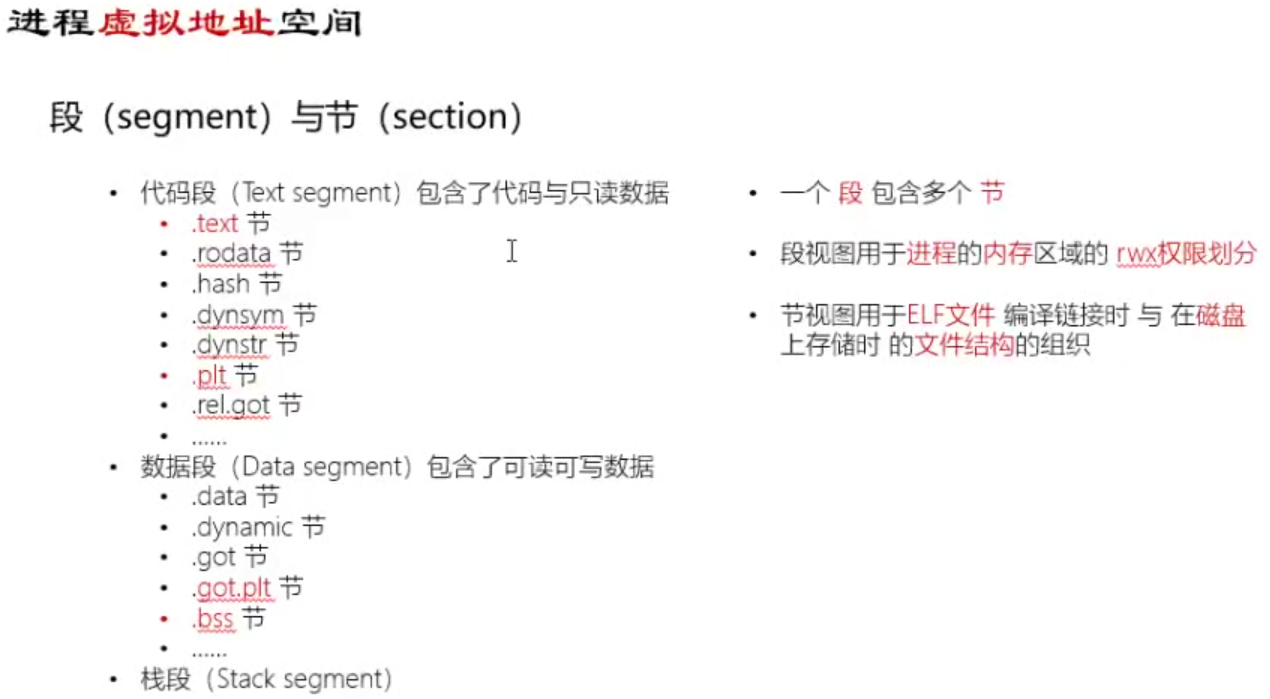 进程虚拟地址空间
段（segment）与节（section）
• 代码段（Text segment）包含了代码与只读数据
• .text 节
• .rodata 节
• .hash 节
• .dynsym 节
• .dynstr 节
• .plt 节
• .rel.got 节
• ......
• 数据段（Data segment）包含了可读可写数据
• .data 节
• .dynamic 节
• .got 节
• .got.plt 节
• .bss 节
• ......
• 栈段（Stack segment）
• 一个 段 包含多个 节
• 段视图用于进程的内存区域的 rwx权限划分
• 节视图用于ELF文件 编译链接时 与 在磁盘
上存储时 的文件结构的组织